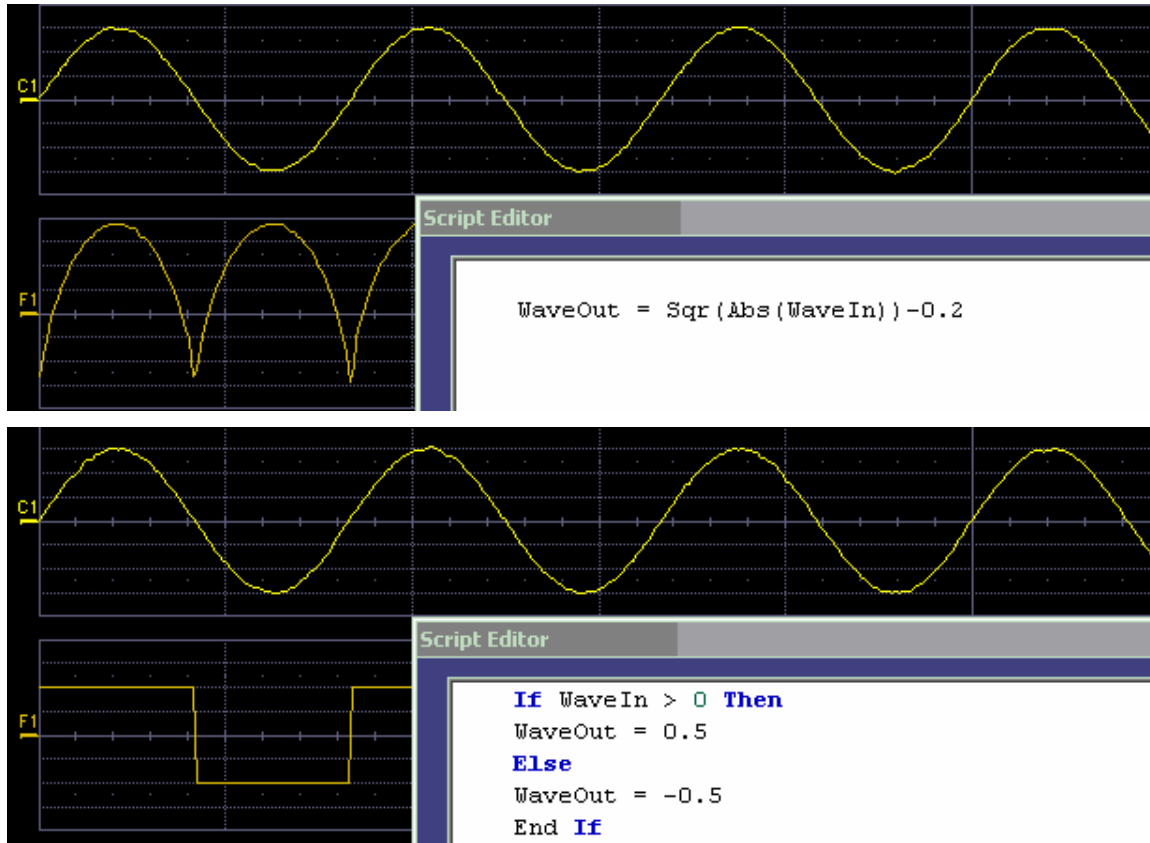 C1
Script Editor
F1
WaveOut = Sqr(Abs(WaveIn))-0.2
C1
Script Editor
If WaveIn > 0 Then
F1
WaveOut = 0.5
Else
WaveOut = -0.5
End If